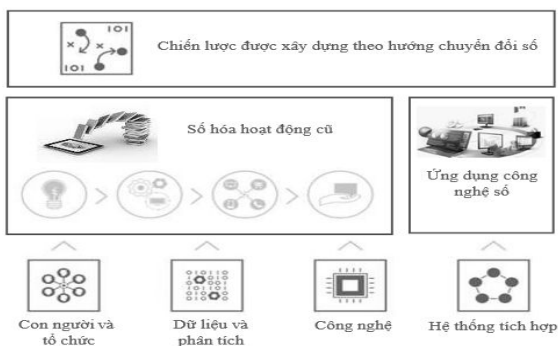 101
Chiến lược được xây dựng theo hướng chuyển đổi số
101
Số hóa hoạt động cũ
Ứng dụng công
nghệ số
Con người và
tổ chức
Dữ liệu và
phân tích
Công nghệ
Hệ thống tích hợp